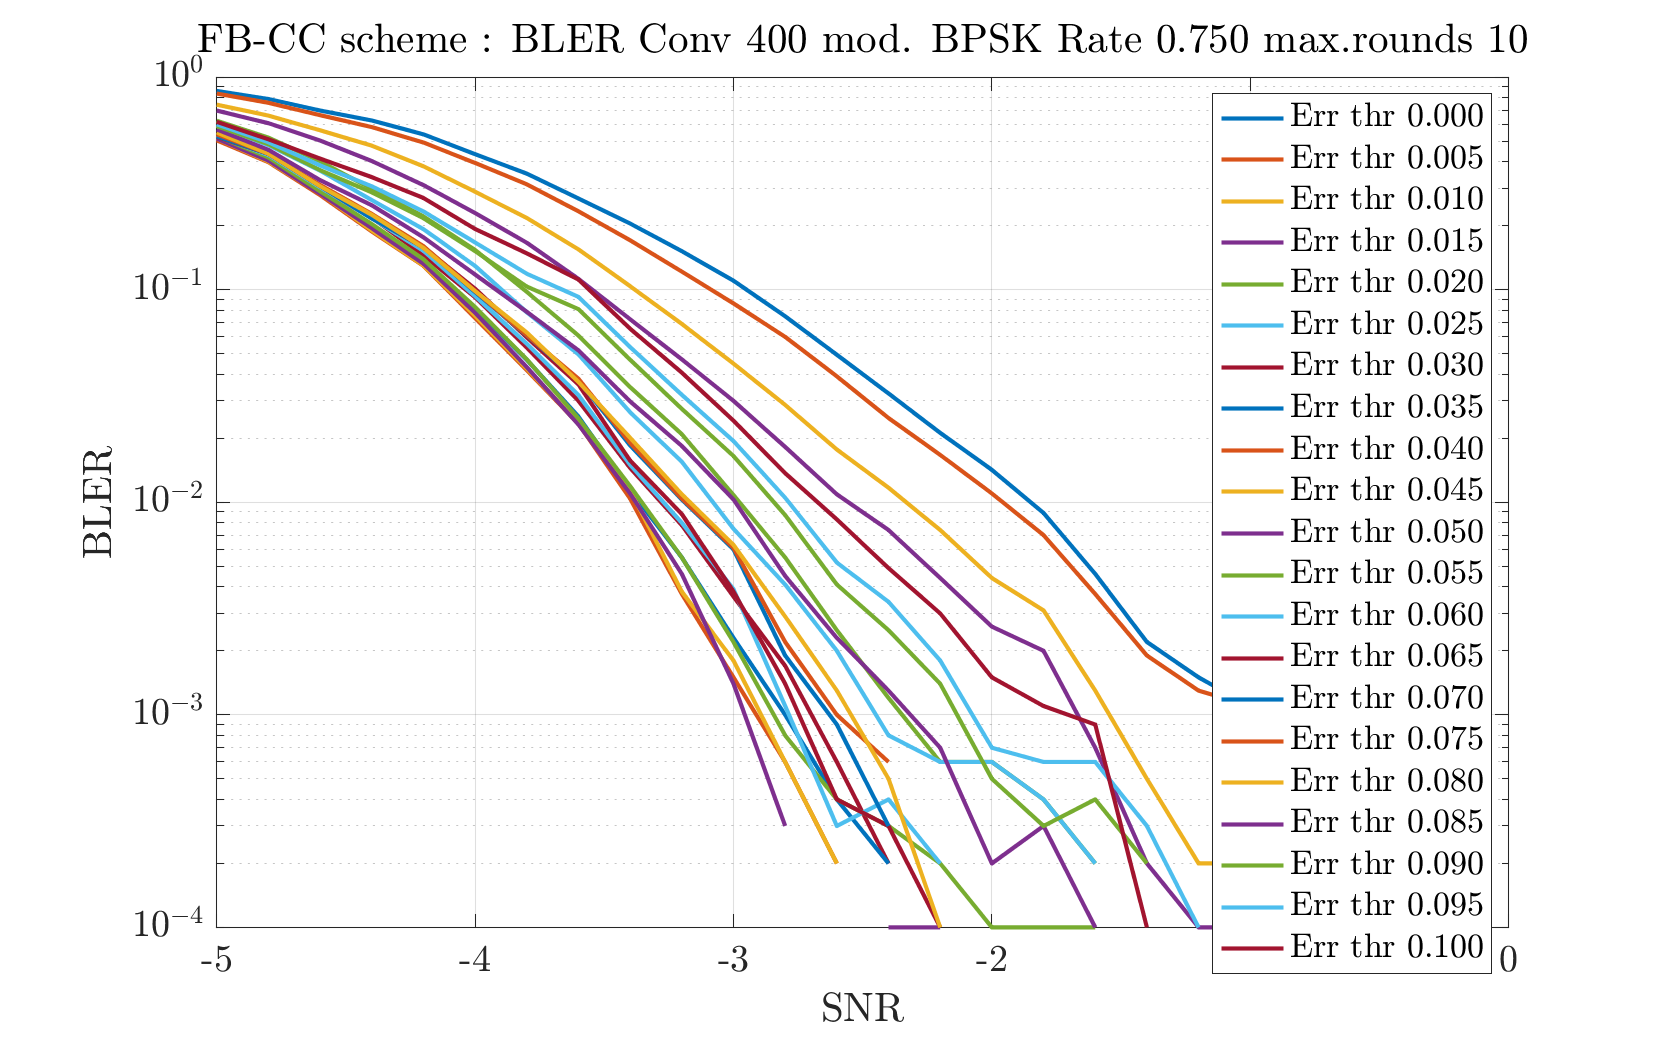 FB-CC scheme : BLER Conv 400 mod. BPSK Rate 0.750 max.rounds 10
10^0
10^-1
10^-2
10^-3
10^-4
BLER
-5 -4 -3 -2 0
SNR
Err thr 0.000
Err thr 0.005
Err thr 0.010
Err thr 0.015
Err thr 0.020
Err thr 0.025
Err thr 0.030
Err thr 0.035
Err thr 0.040
Err thr 0.045
Err thr 0.050
Err thr 0.055
Err thr 0.060
Err thr 0.065
Err thr 0.070
Err thr 0.075
Err thr 0.080
Err thr 0.085
Err thr 0.090
Err thr 0.095
Err thr 0.100